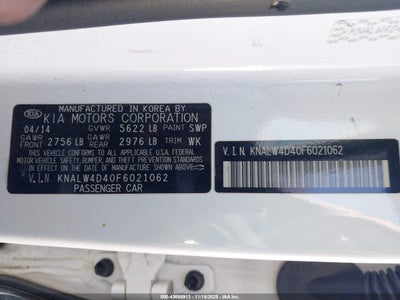 KNALW4D4
MANUFACTURED IN KOREA BY
KIA KIA MOTORS CORPORATION
04/14 GVWR 5622 LB PAINT SWP
GAWR FRONT 2756 LB GAWR REAR 2976 LB TRIM WK
THIS VEHICLE CONFORMS TO ALL APPLICABLE FEDERAL MOTOR
VEHICLE SAFETY, BUMPER, AND THEFT PREVENTION STANDARDS
IN EFFECT ON THE DATE OF MANUFACTURE SHOWN ABOVE.
V.I.N KNALW4D40F6021062
PASSENGER CAR
V.I.N. KNALW4D40F6021062